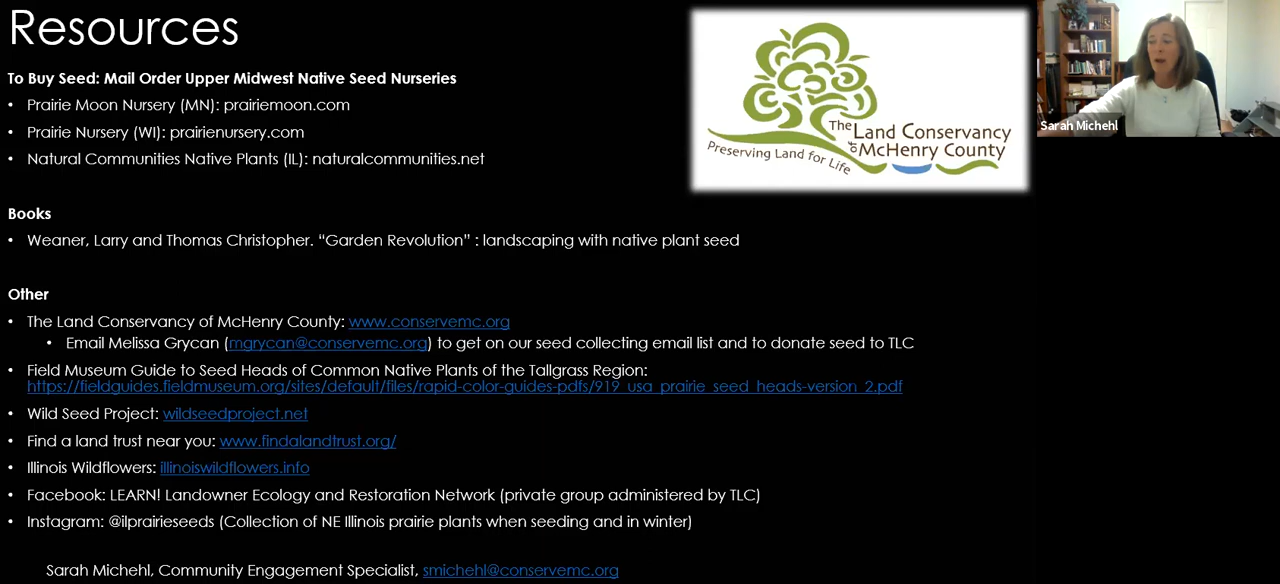 Resources
To Buy Seed: Mail Order Upper Midwest Native Seed Nurseries
• Prairie Moon Nursery (MN): prairiemoon.com
• Prairie Nursery (WI): prairienursery.com
• Natural Communities Native Plants (IL): naturalcommunities.net
Books
• Weaner, Larry and Thomas Christopher. “Garden Revolution” : landscaping with native plant seed
Other
• The Land Conservancy of McHenry County: www.conservemc.org
• Email Melissa Grycan (mgrycan@conservemc.org) to get on our seed collecting email list and to donate seed to TLC
• Field Museum Guide to Seed Heads of Common Native Plants of the Tallgrass Region:
https://fieldguides.fieldmuseum.org/sites/default/files/rapid-color-guides-pdfs/919_usa_prairie_seed_heads-version_2.pdf
• Wild Seed Project: wildseedproject.net
• Find a land trust near you: www.findalandtrust.org/
• Illinois Wildflowers: illinoiswildflowers.info
• Facebook: LEARN! Landowner Ecology and Restoration Network (private group administered by TLC)
• Instagram: @ilprairieseeds (Collection of NE Illinois prairie plants when seeding and in winter)
Sarah Michehl, Community Engagement Specialist, smichehl@conservemc.org
The Land Conservancy
of McHenry County
Preserving Land for Life
Sarah Michehl